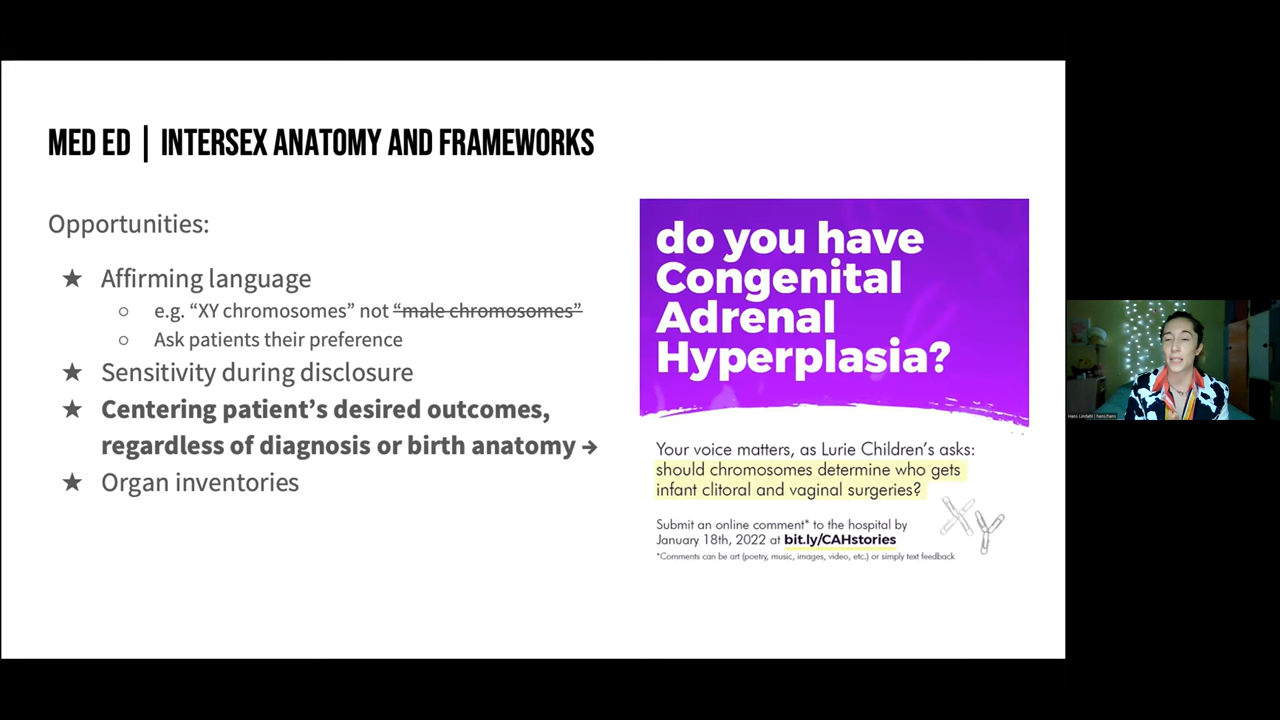 MED ED | INTERSEX ANATOMY AND FRAMEWORKS
Opportunities:
★ Affirming language
○ e.g. “XY chromosomes” not “male chromosomes”
○ Ask patients their preference
★ Sensitivity during disclosure
★ Centering patient’s desired outcomes,
regardless of diagnosis or birth anatomy →
★ Organ inventories
do you have
Congenital
Adrenal
Hyperplasia?
Your voice matters, as Lurie Children’s asks:
should chromosomes determine who gets
infant clitoral and vaginal surgeries?
Submit an online comment* to the hospital by
January 18th, 2022 at bit.ly/CAHstories
*Comments can be art (poetry, music, images, video, etc.) or simply text feedback
XY
Hans Lindahl |